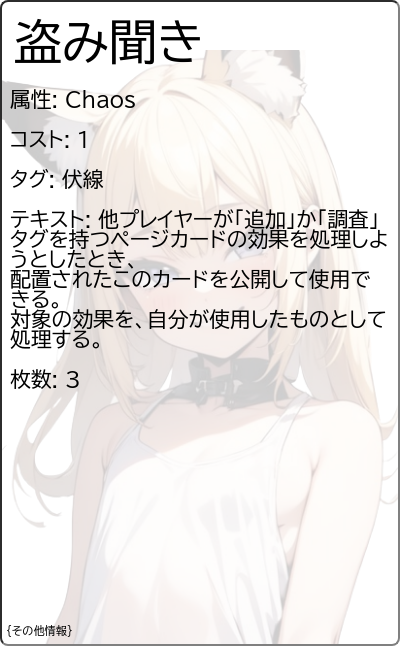 盗み聞き
属性: Chaos
コスト: 1
タグ: 伏線
テキスト: 他プレイヤーが「追加」か「調査」
タグを持つページカードの効果を処理しよ
うとしたとき、
配置されたこのカードを公開して使用で
きる。
対象の効果を、自分が使用したものとして
処理する。
枚数: 3
{その他情報}